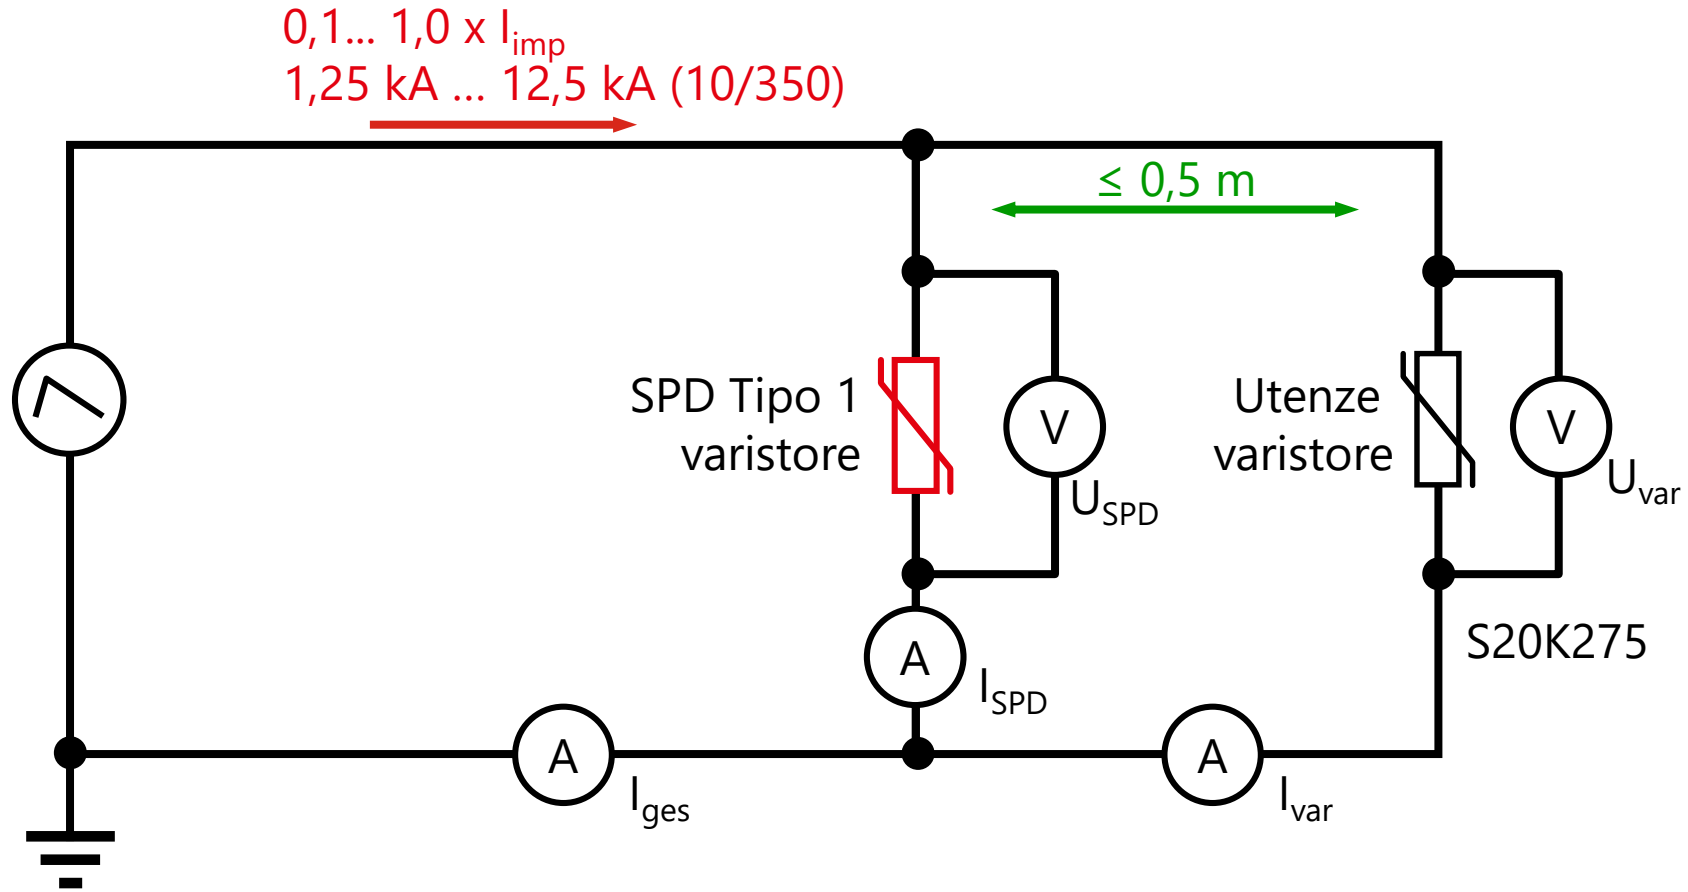 0,1... 1,0 x Iimp
1,25 kA ... 12,5 kA (10/350)
≤ 0,5 m
SPD Tipo 1
varistore
V
USPD
Utenze
varistore
V
Uvar
S20K275
A
ISPD
A
Iges
A
Ivar